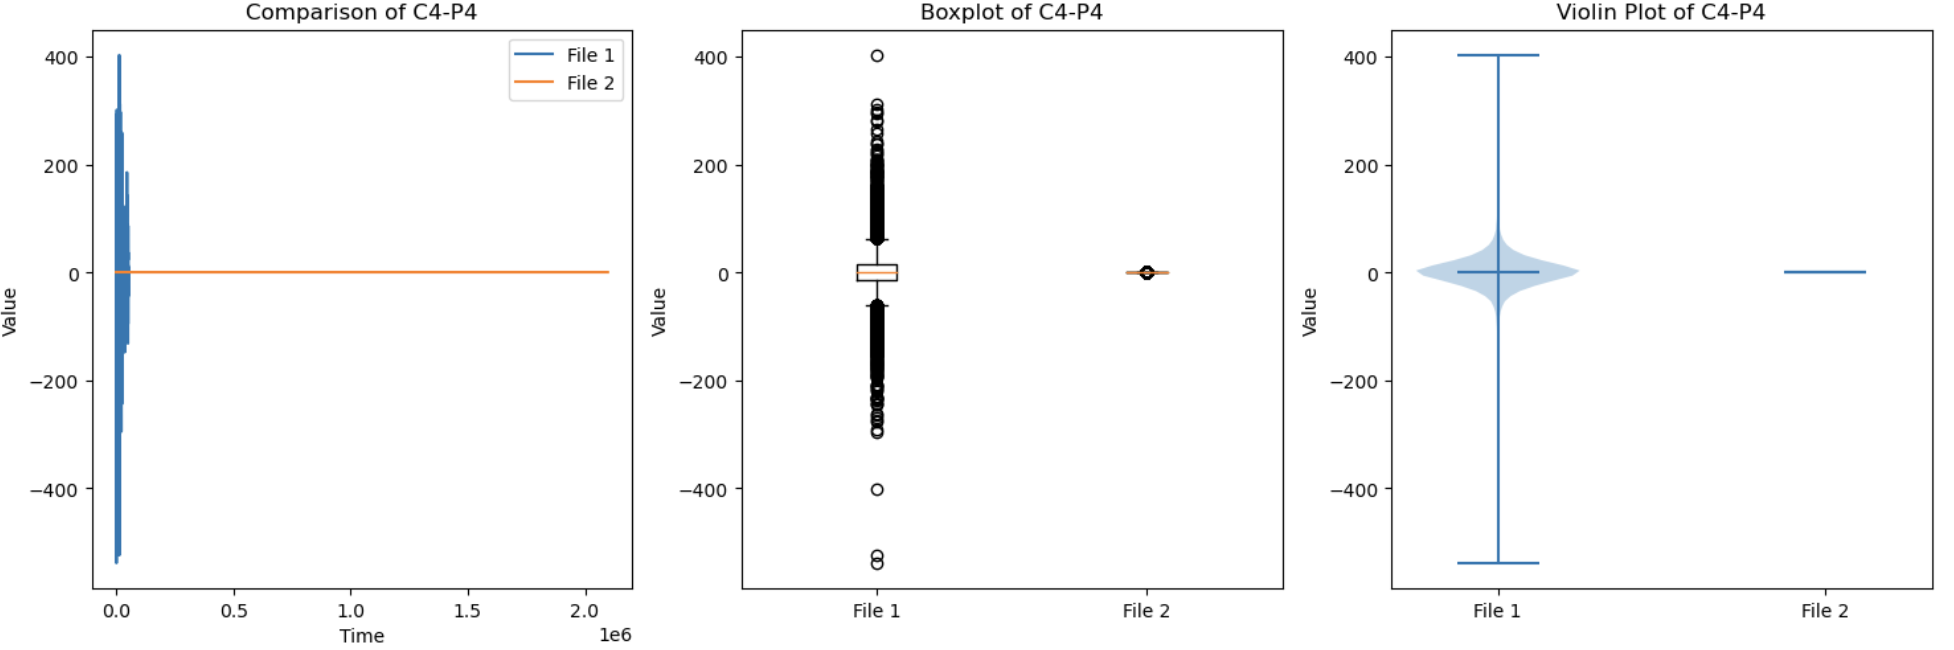 Comparison of C4-P4
400
200
0
−200
−400
Value
0.0 0.5 1.0 1.5 2.0
1e6
Time
File 1
File 2
Boxplot of C4-P4
400
200
0
−200
−400
Value
File 1 File 2
Violin Plot of C4-P4
400
200
0
−200
−400
Value
File 1 File 2